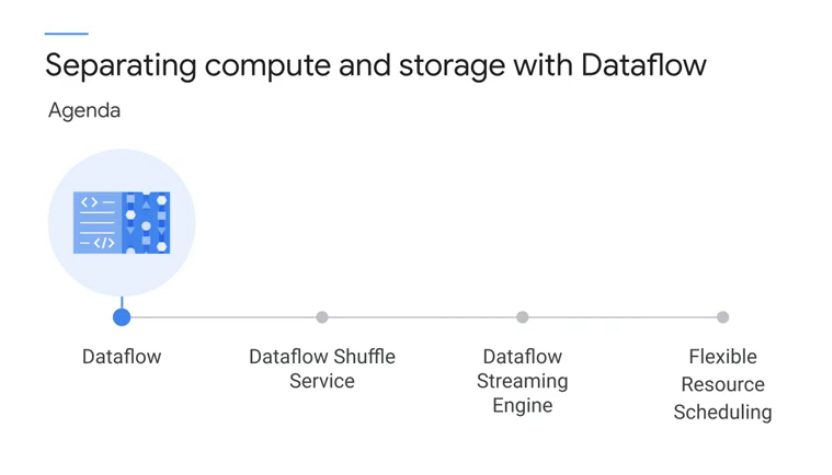 Separating compute and storage with Dataflow
Agenda
< >
</>
Dataflow
Dataflow Shuffle
Service
Dataflow
Streaming
Engine
Flexible
Resource
Scheduling